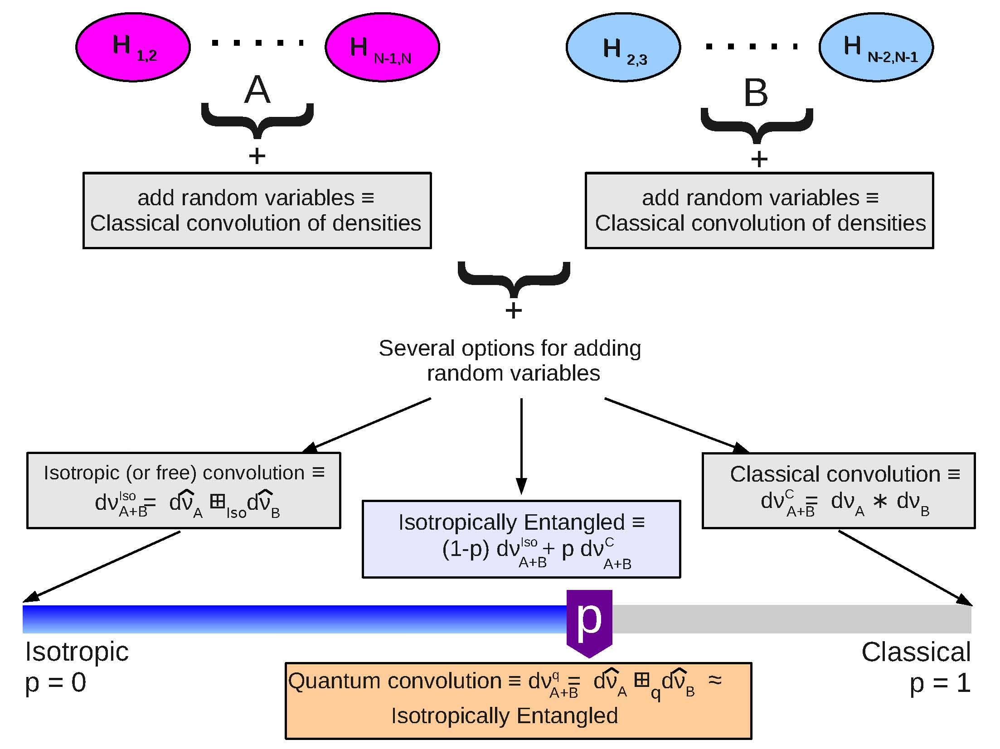 H 1,2 ..... H N-1,N
H 2,3 ..... H N-2,N-1
A
B
+
+
add random variables ≡
Classical convolution of densities
add random variables ≡
Classical convolution of densities
+
Several options for adding
random variables
Isotropic (or free) convolution ≡
dν^Iso_A+B = dν̂_A ⊞_Iso dν̂_B
Isotropically Entangled ≡
(1-p) dν^Iso_A+B + p dν^C_A+B
Classical convolution ≡
dν^C_A+B = dν_A ∗ dν_B
p
Isotropic
p = 0
Classical
p = 1
Quantum convolution ≡ dν^q_A+B = dν̂_A ⊞_q dν̂_B ≈
Isotropically Entangled